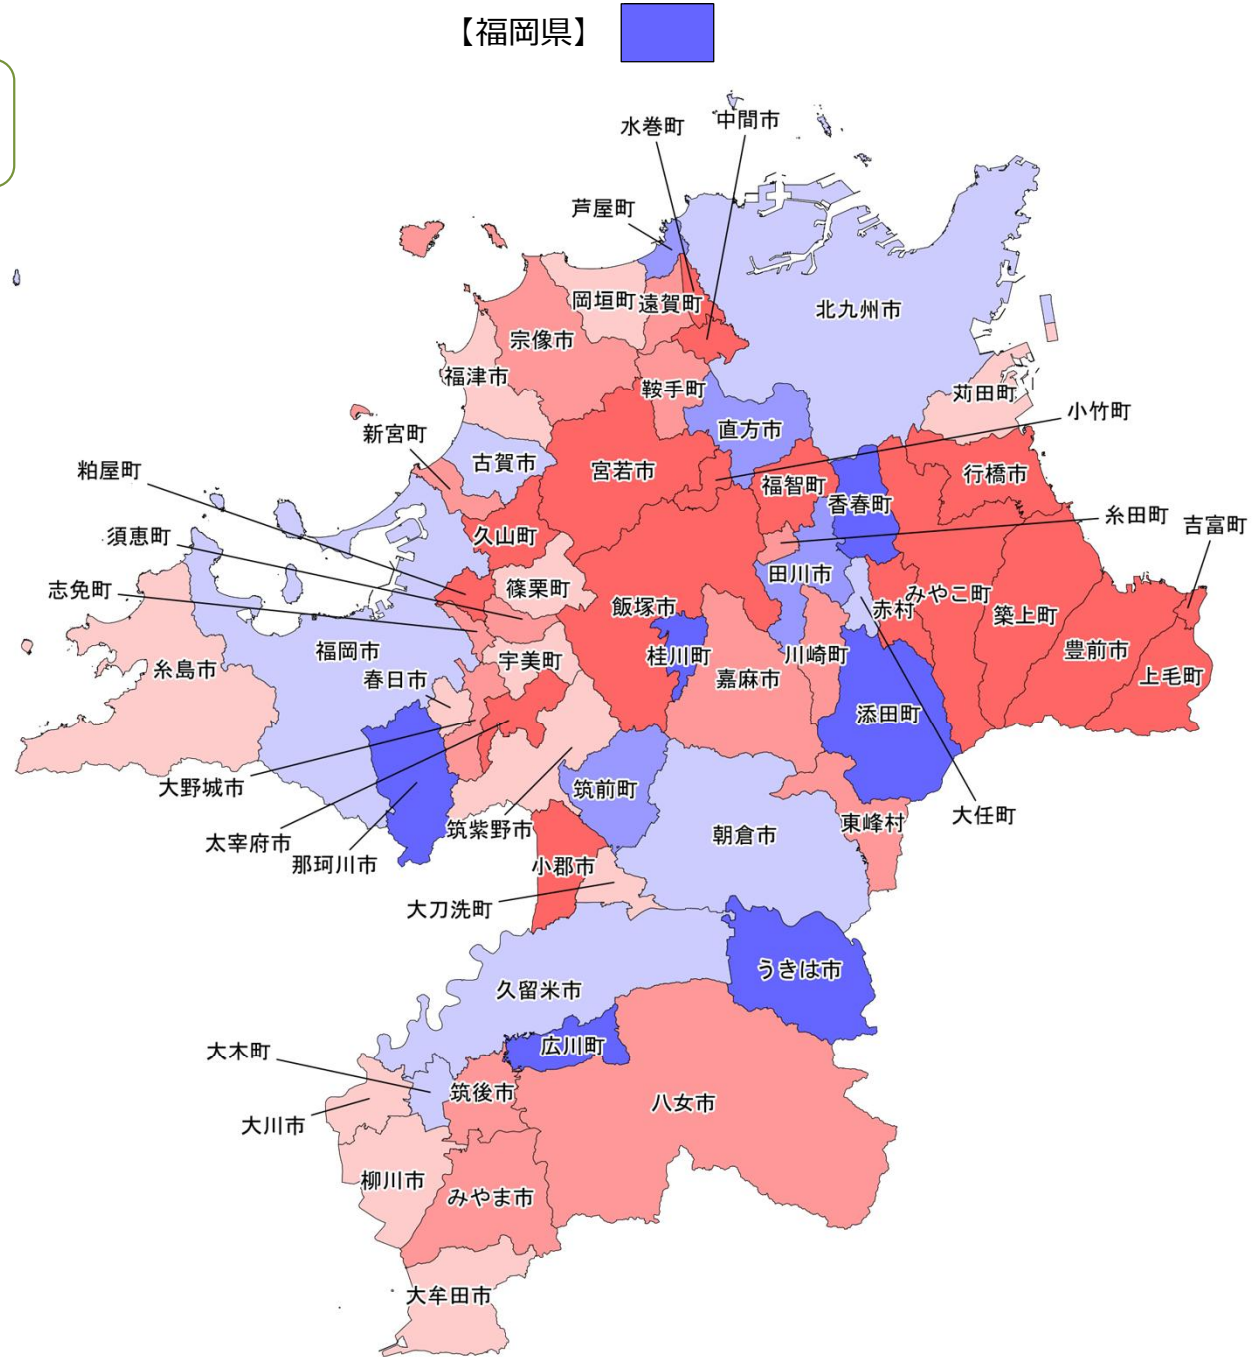 【福岡県】
水巻町
中間市
芦屋町
岡垣町
遠賀町
北九州市
宗像市
福津市
鞍手町
苅田町
直方市
小竹町
新宮町
古賀市
宮若市
粕屋町
福智町
行橋市
香春町
糸田町
吉富町
須恵町
久山町
志免町
篠栗町
田川市
飯塚市
赤村
みやこ町
築上町
福岡市
糸島市
宇美町
桂川町
川崎町
豊前市
春日市
嘉麻市
上毛町
添田町
大野城市
筑前町
大任町
太宰府市
筑紫野市
朝倉市
東峰村
那珂川市
小郡市
大刀洗町
うきは市
久留米市
大木町
広川町
筑後市
八女市
大川市
柳川市
みやま市
大牟田市